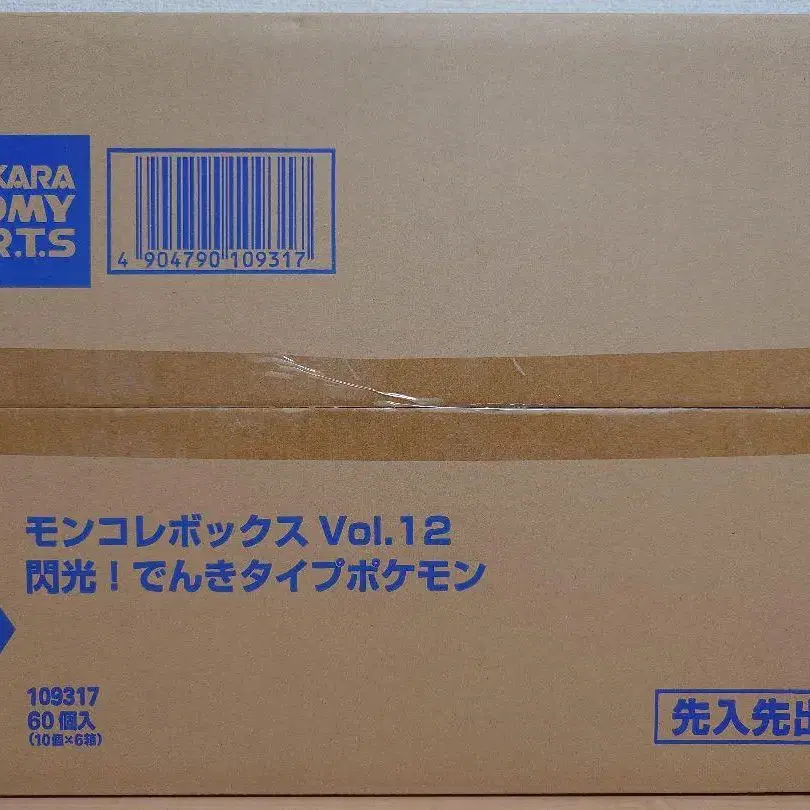 KARA
OMY
R.T.S
4 904790 109317
モンコレボックス Vol.12
閃光！でんきタイプポケモン
109317
60個入
(10個×6箱)
先入先出